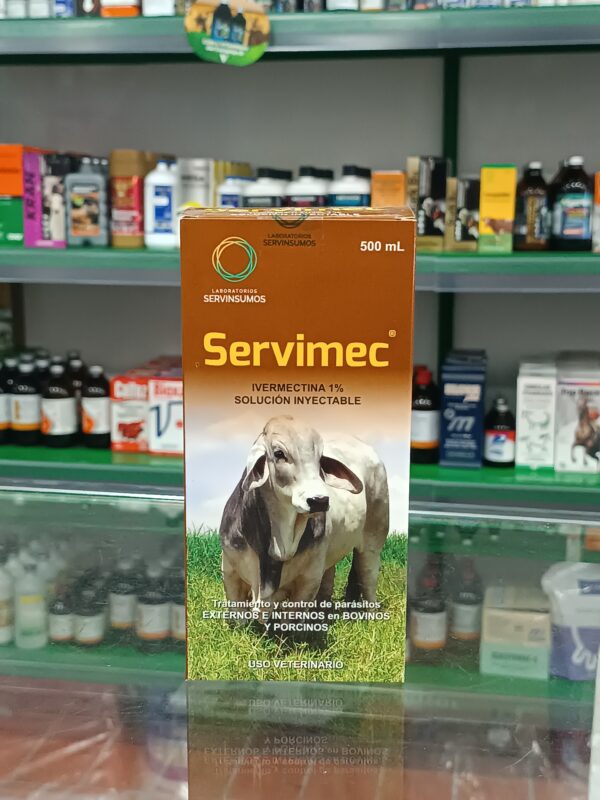 LABORATORIOS
SERVINSUMOS
500 mL
LABORATORIOS
SERVINSUMOS
Servimec®
IVERMECTINA 1%
SOLUCIÓN INYECTABLE
Tratamiento y control de parásitos
EXTERNOS E INTERNOS en BOVINOS
Y PORCINOS
USO VETERINARIO